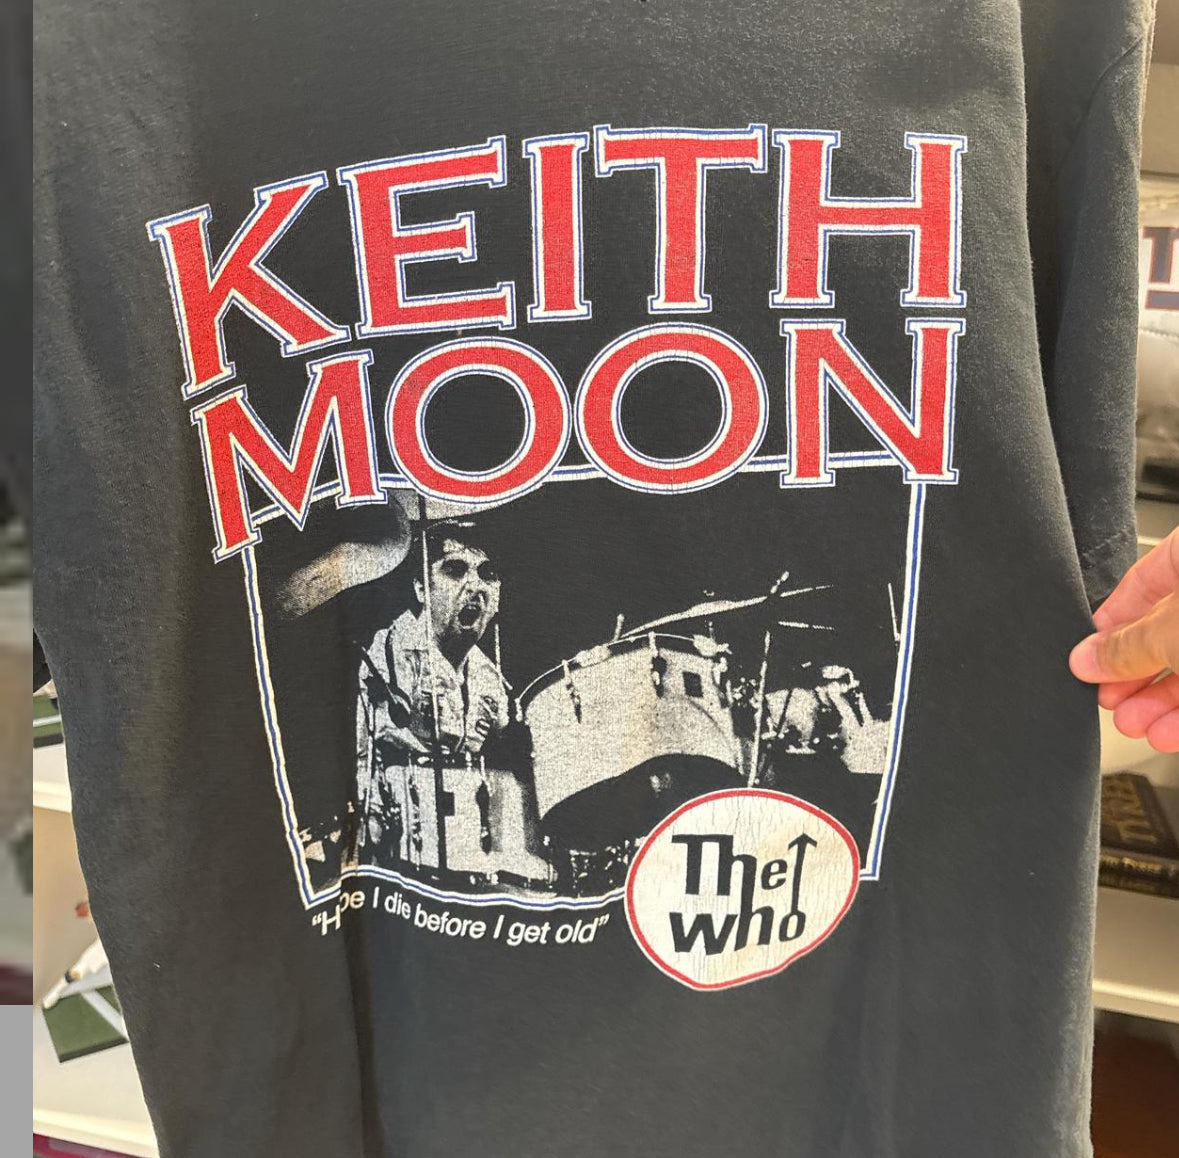 KEITH
MOON
"Hope I die before I get old"
The
who